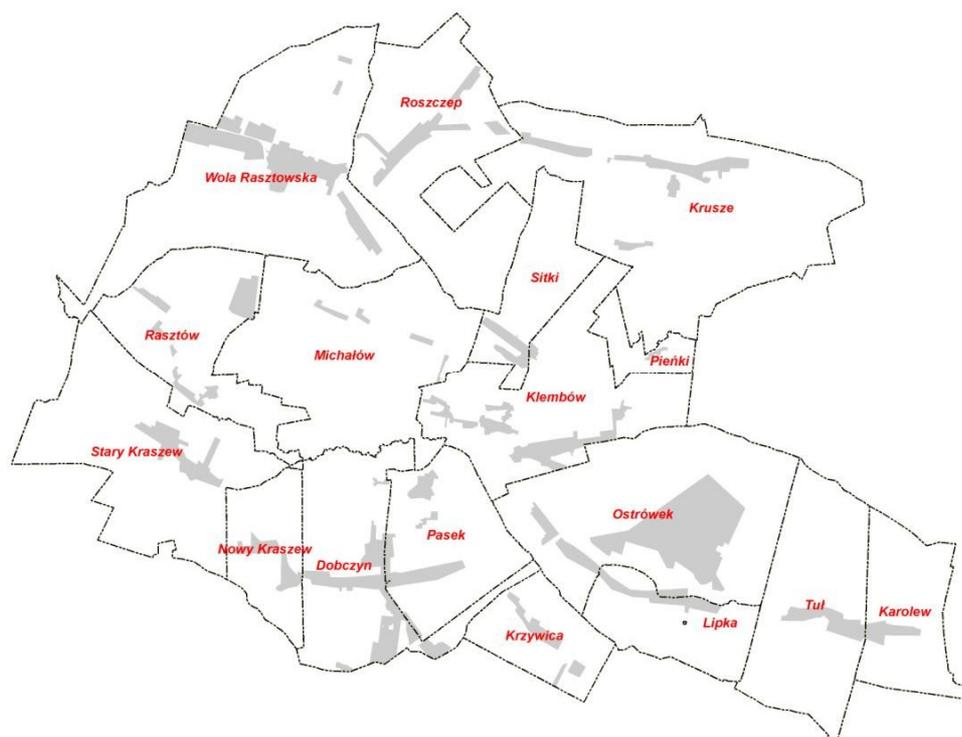 Roszczep
Wola Rasztowska
Krusze
Sitki
Rasztów
Michałów
Pieńki
Klembów
Stary Kraszew
Ostrówek
Pasek
Nowy Kraszew
Dobczyn
Tuł
Karolew
Lipka
Krzywica